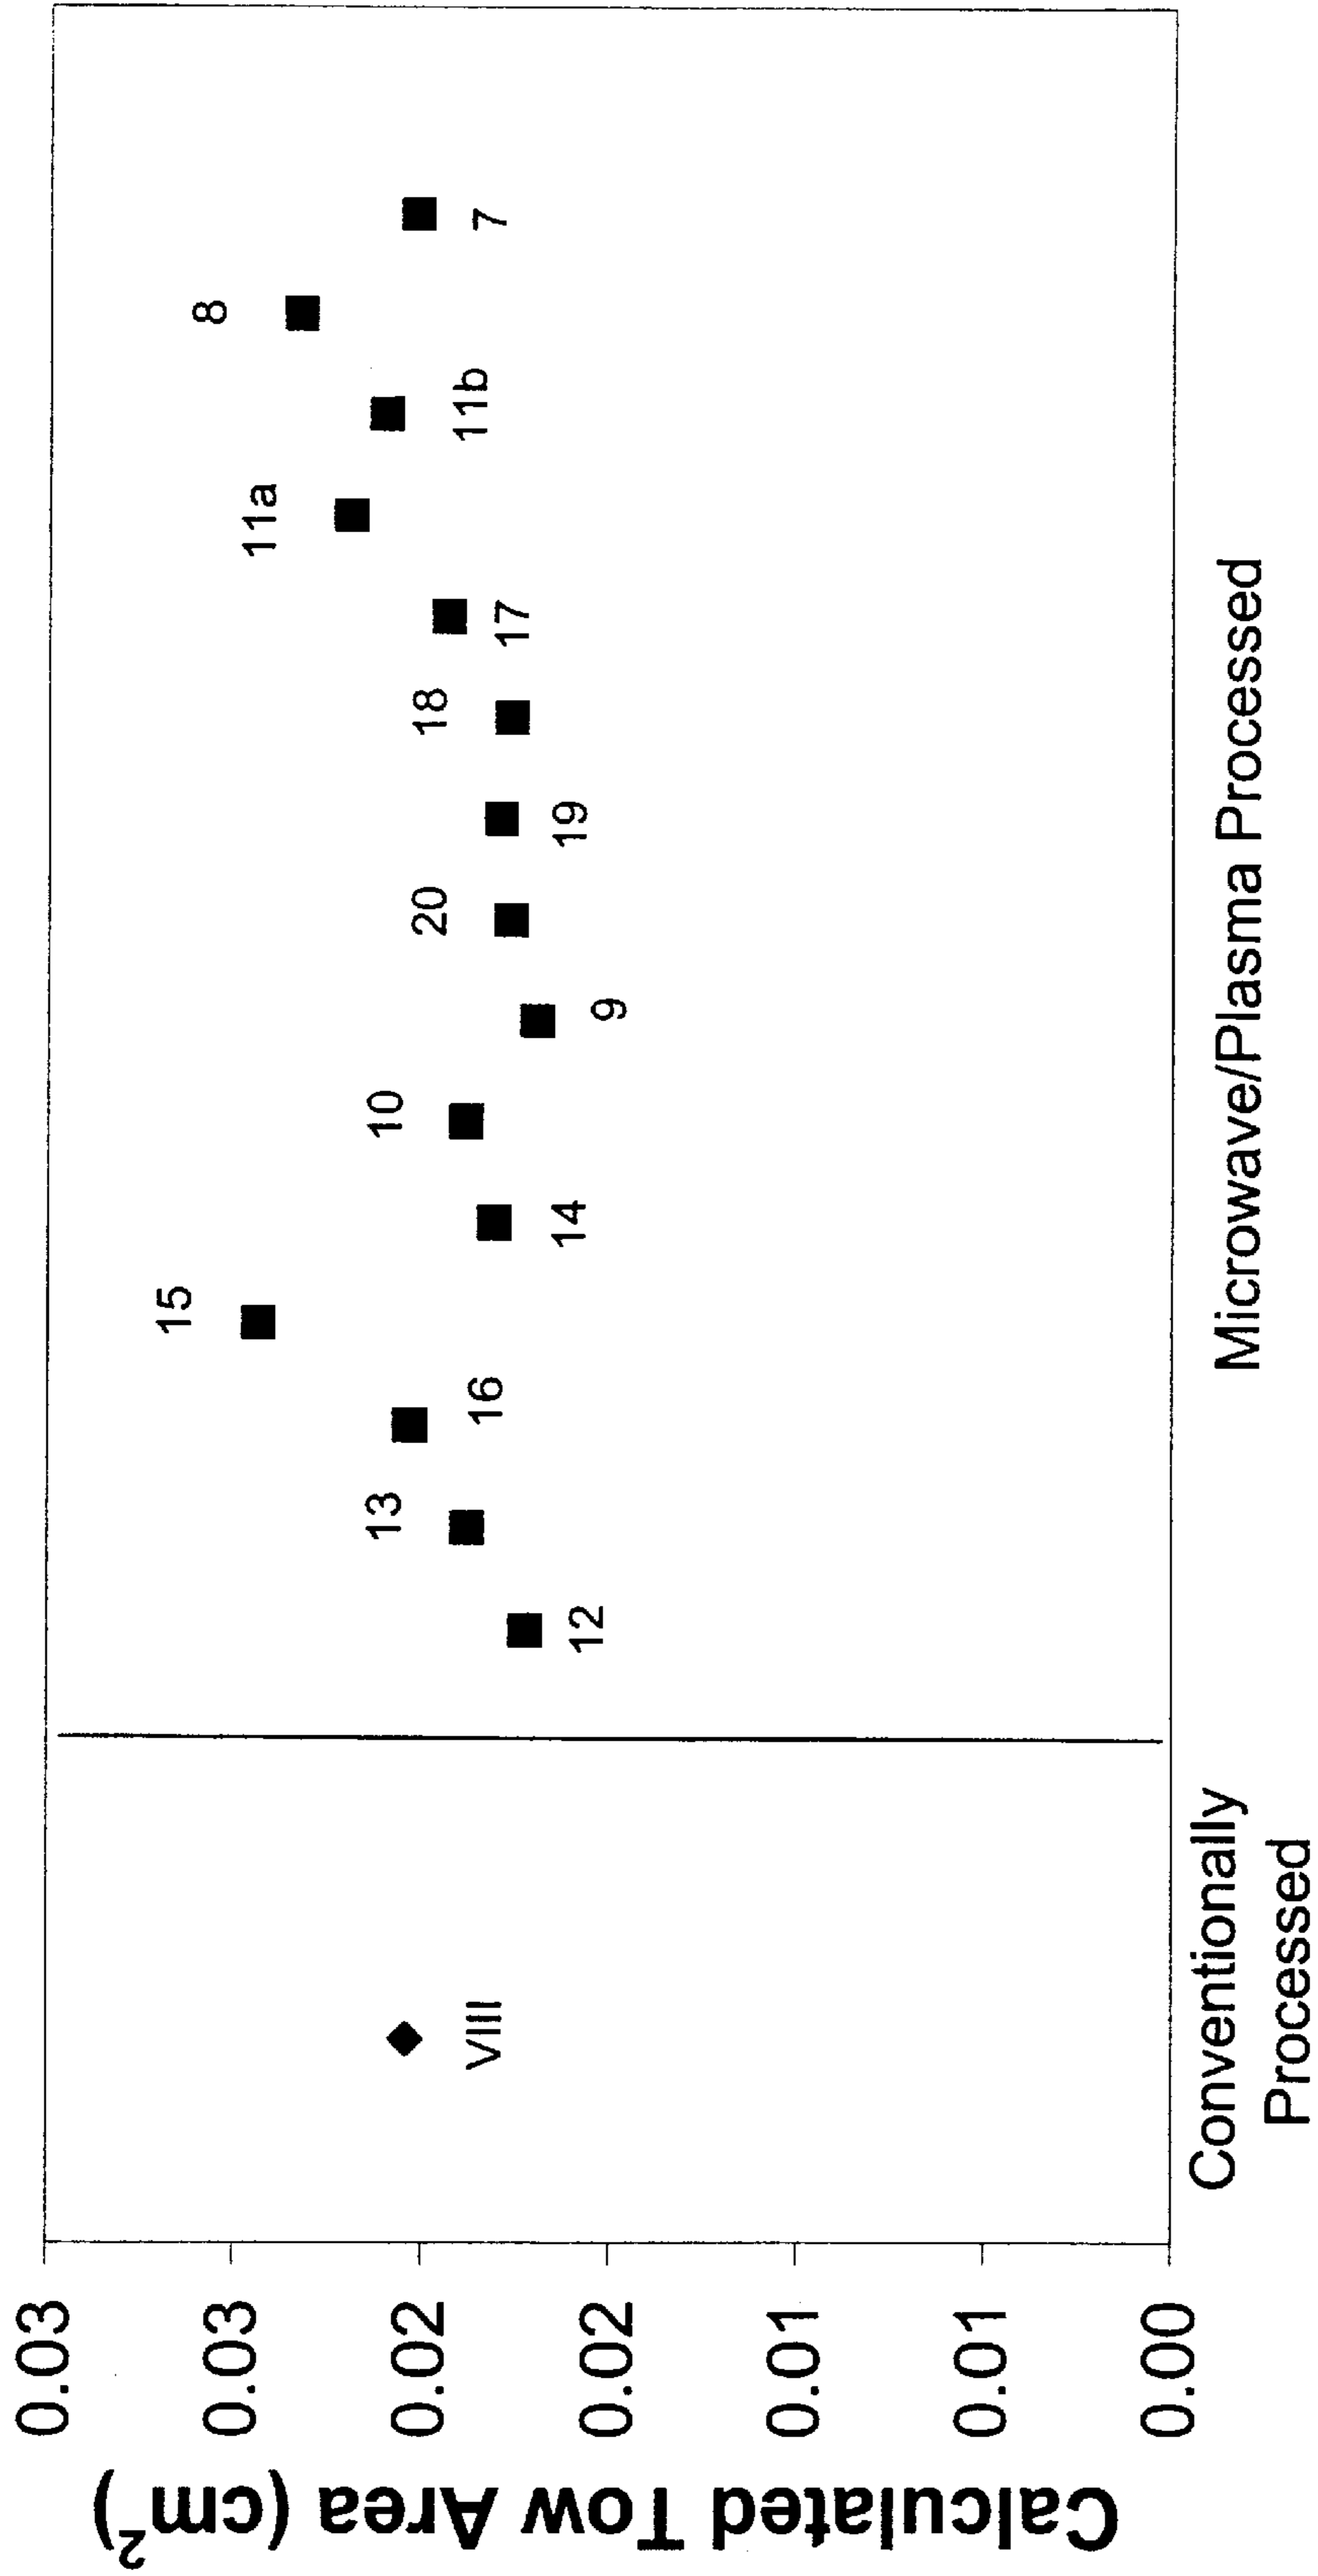 Calculated Tow Area (cm²)
0.03
0.03
0.02
0.02
0.01
0.01
0.00
VIII
12
13
16
15
14
10
9
20
19
18
17
11a
11b
8
7
Conventionally
Processed
Microwave/Plasma Processed